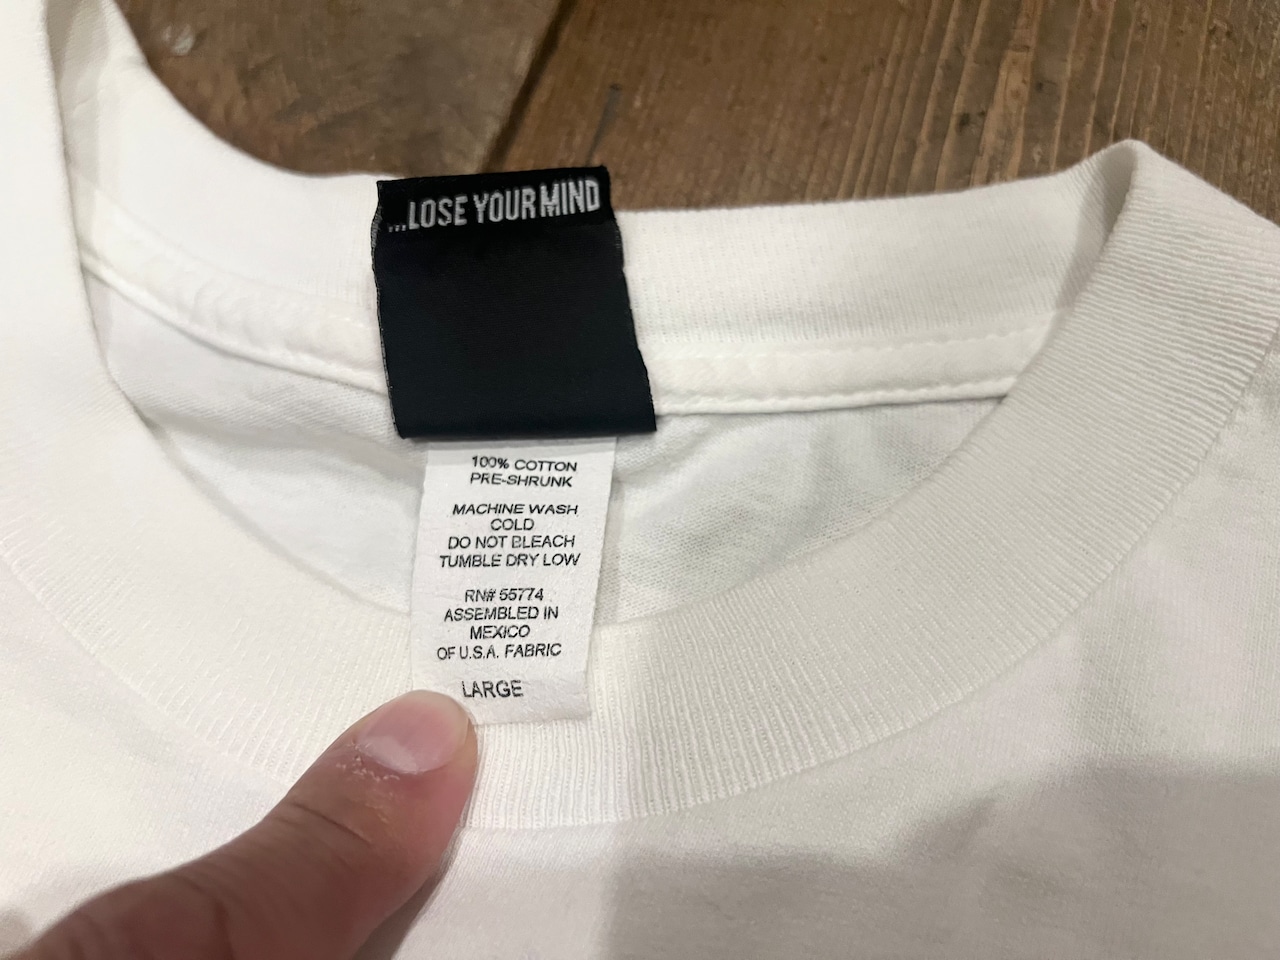 ...LOSE YOUR MIND
100% COTTON
PRE-SHRUNK
MACHINE WASH
COLD
DO NOT BLEACH
TUMBLE DRY LOW
RN# 55774
ASSEMBLED IN
MEXICO
OF U.S.A. FABRIC
LARGE